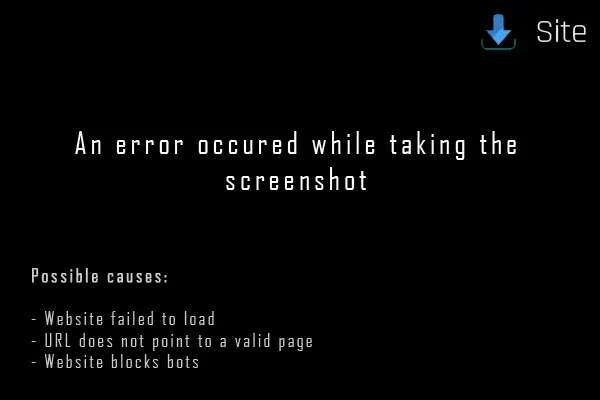 Site
An error occured while taking the
screenshot
Possible causes:
- Website failed to load
- URL does not point to a valid page
- Website blocks bots